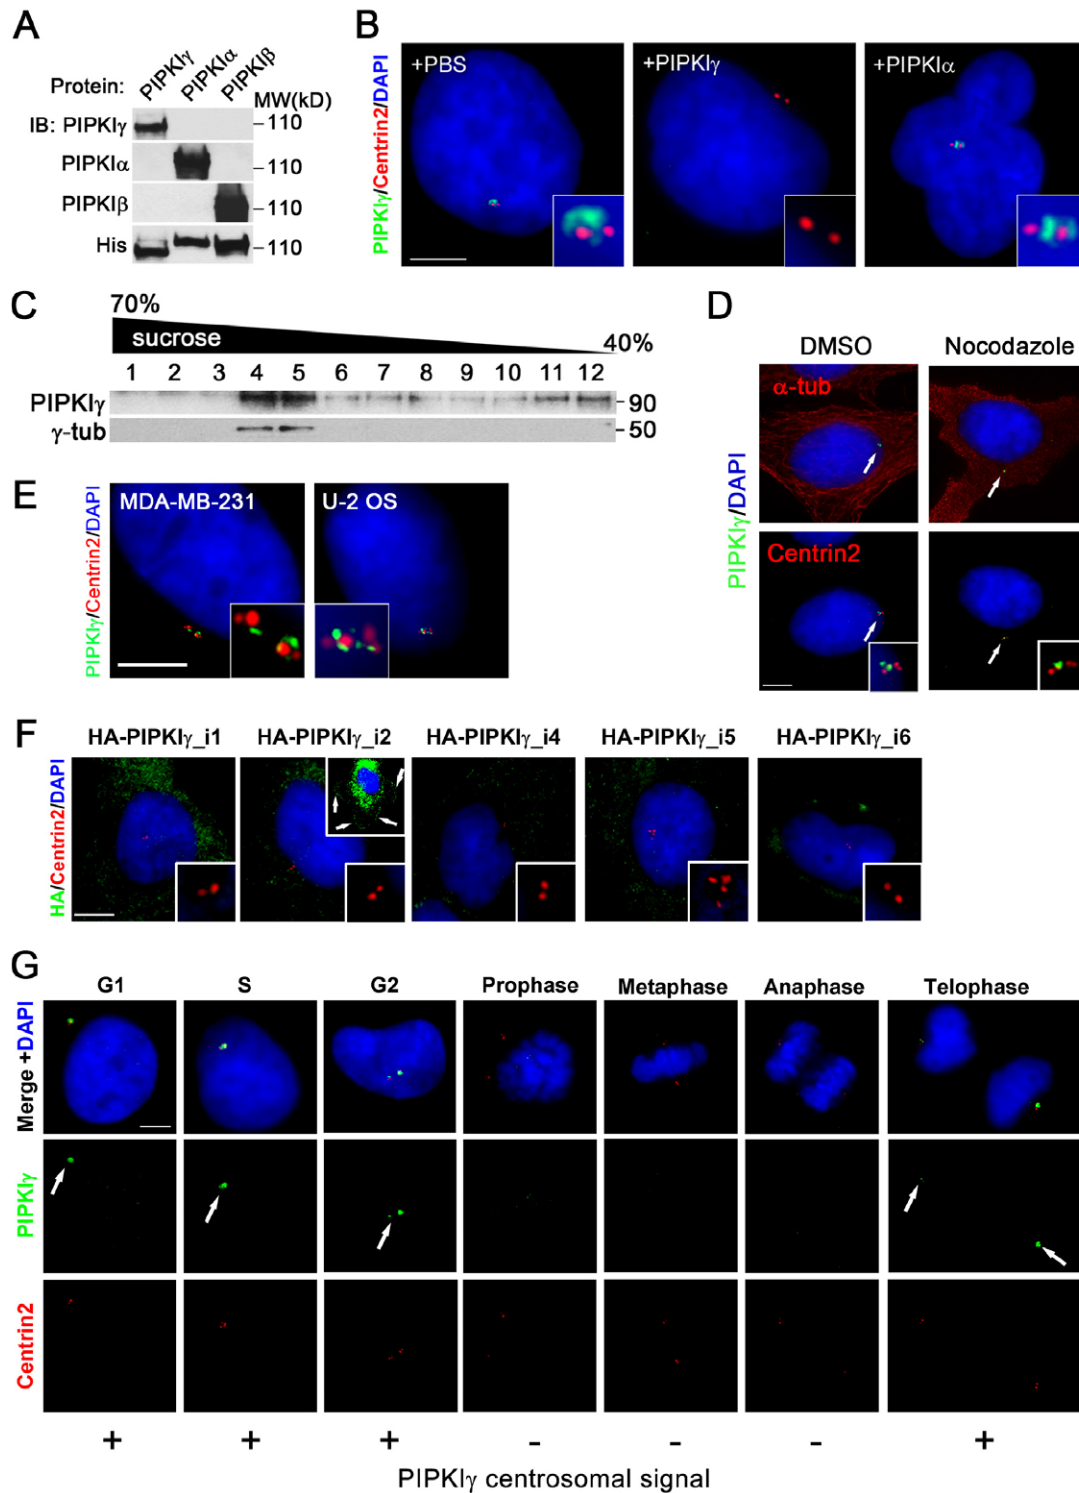 A
Protein: PIPKIγ PIPKIα PIPKIβ
MW(kD)
IB: PIPKIγ -110
PIPKIα -110
PIPKIβ -110
His -110
B
PIPKIγ/Centrin2/DAPI
+PBS
+PIPKIγ
+PIPKIα
C
70%
sucrose
40%
1 2 3 4 5 6 7 8 9 10 11 12
PIPKIγ -90
γ-tub -50
D
DMSO Nocodazole
PIPKIγ/DAPI
α-tub
Centrin2
E
PIPKIγ/Centrin2/DAPI
MDA-MB-231
U-2 OS
F
HA-PIPKIγ_i1 HA-PIPKIγ_i2 HA-PIPKIγ_i4 HA-PIPKIγ_i5 HA-PIPKIγ_i6
HA/Centrin2/DAPI
G
G1 S G2 Prophase Metaphase Anaphase Telophase
Merge +DAPI
PIPKIγ
Centrin2
+ + + - - - +
PIPKIγ centrosomal signal